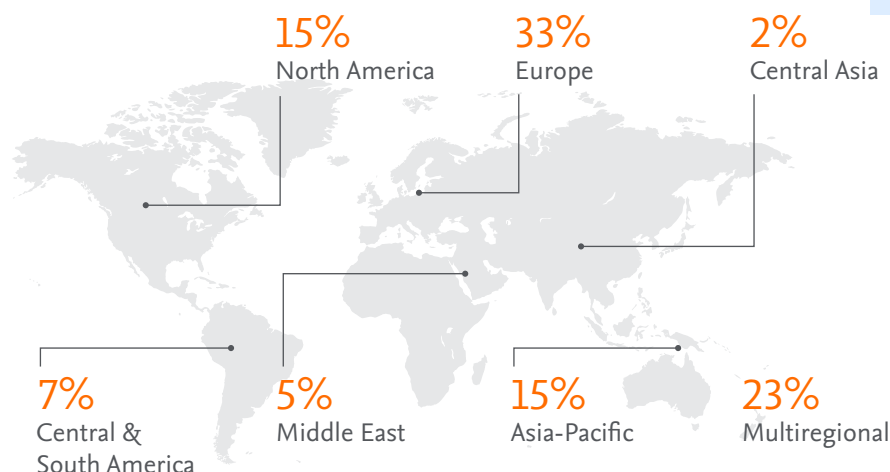 15%
North America
33%
Europe
2%
Central Asia
7%
Central &
South America
5%
Middle East
15%
Asia-Pacific
23%
Multiregional